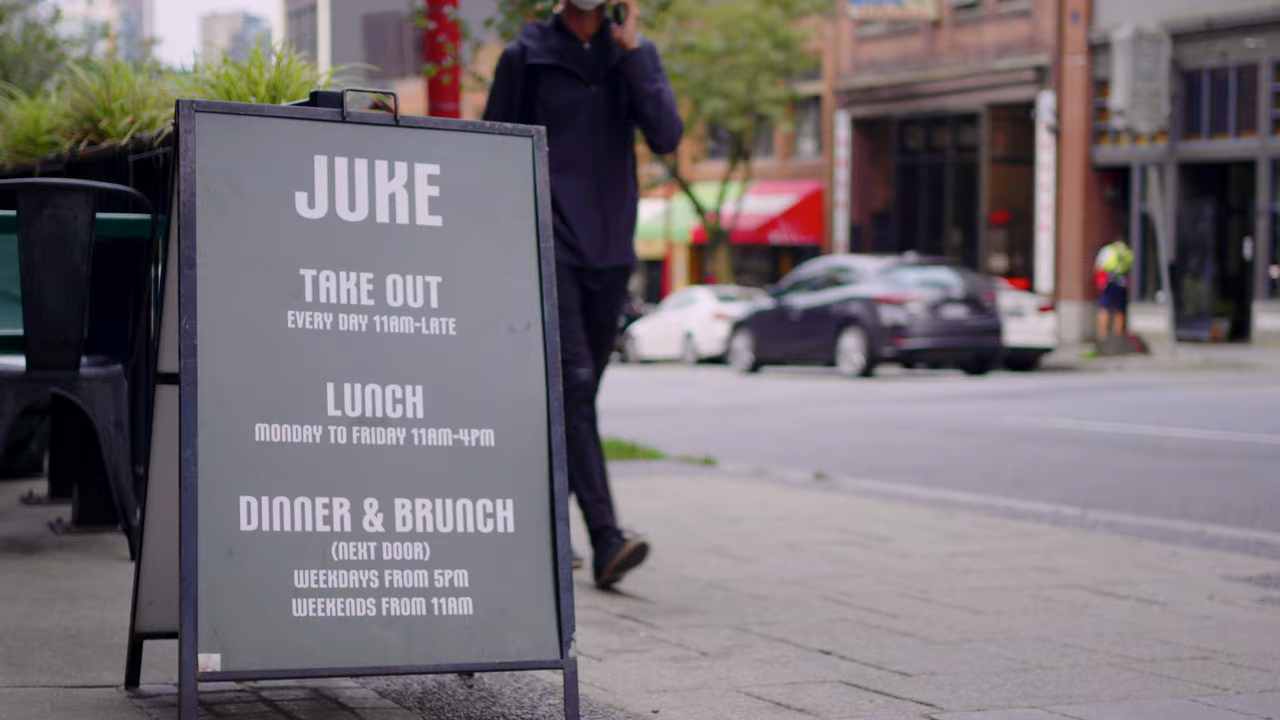 JUKE
TAKE OUT
EVERY DAY 11AM-LATE
LUNCH
MONDAY TO FRIDAY 11AM-4PM
DINNER & BRUNCH
(NEXT DOOR)
WEEKDAYS FROM 5PM
WEEKENDS FROM 11AM